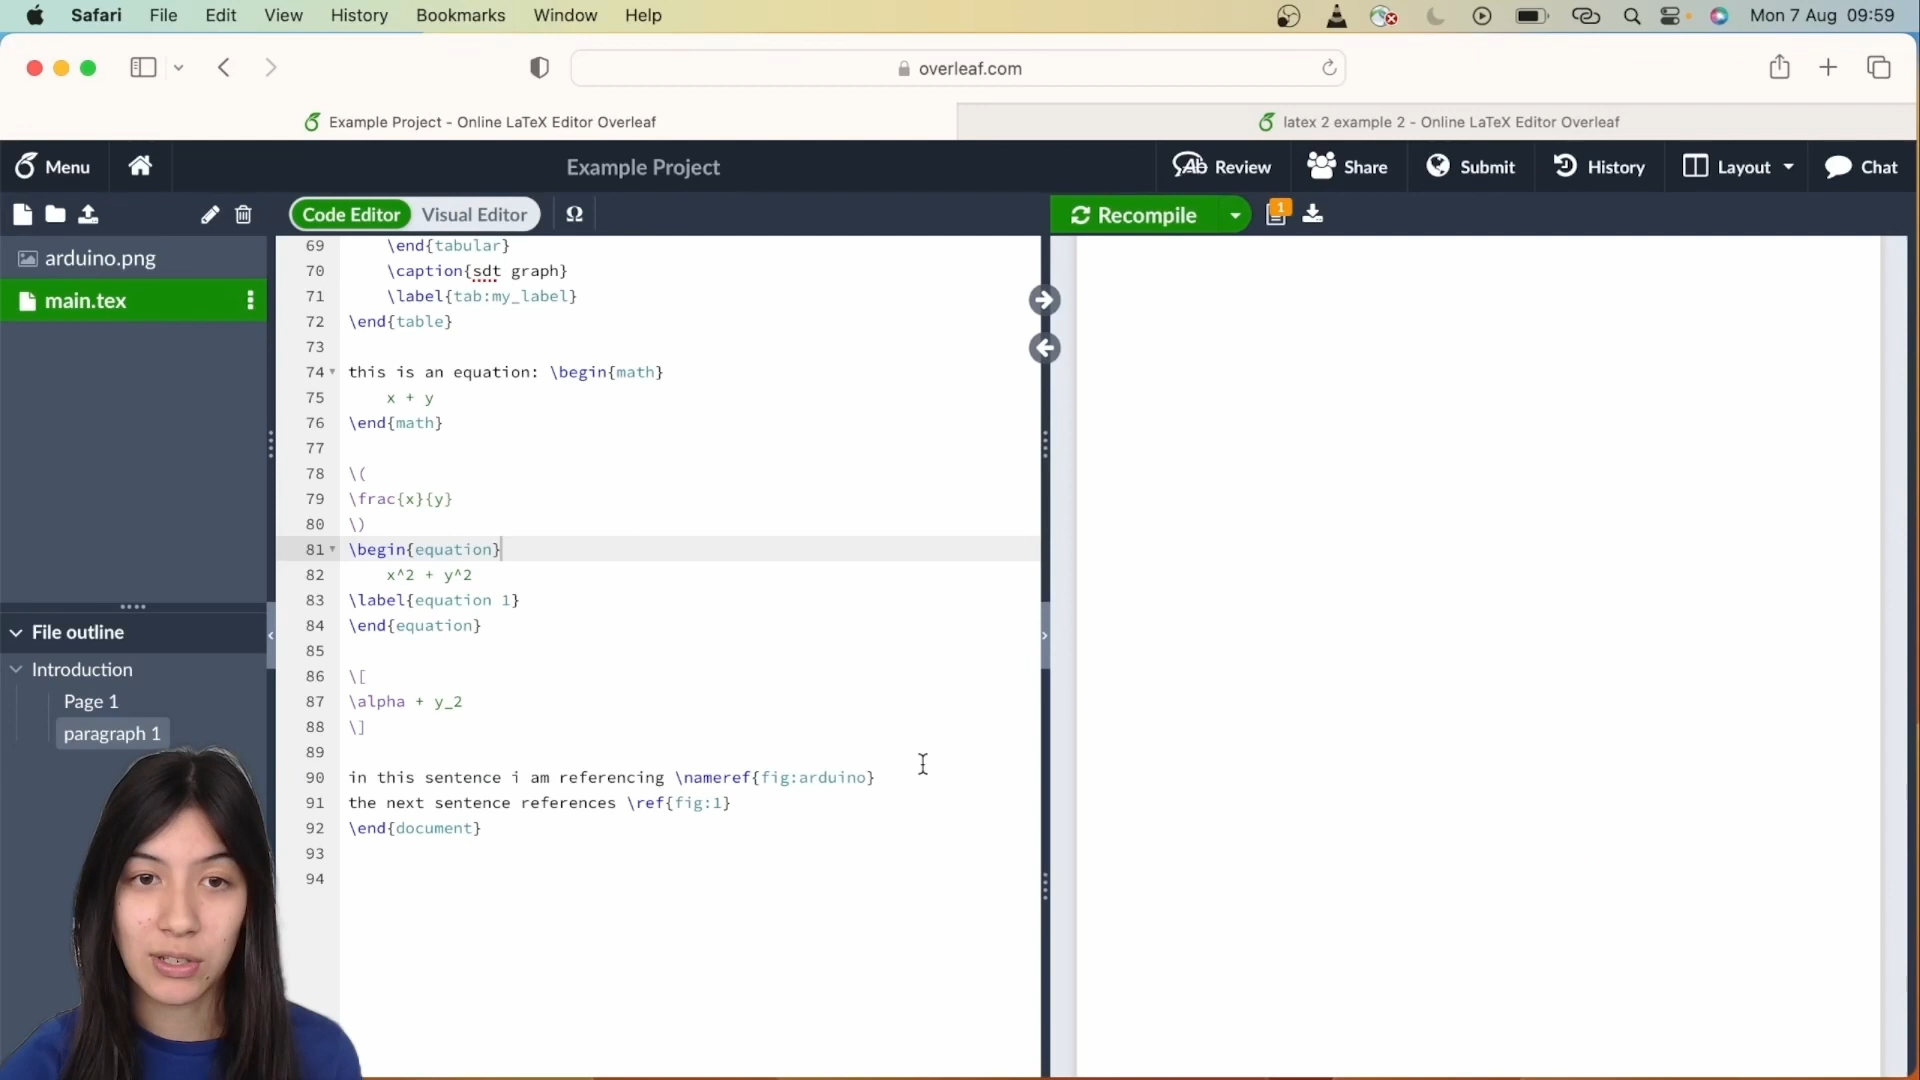 Safari File Edit View History Bookmarks Window Help Mon 7 Aug 09:59
overleaf.com
Example Project - Online LaTeX Editor Overleaf
latex 2 example 2 - Online LaTeX Editor Overleaf
Menu Example Project Review Share Submit History Layout Chat
Code Editor Visual Editor Ω Recompile 1
arduino.png
main.tex
File outline
Introduction
Page 1
paragraph 1
69 \end{tabular}
70 \caption{sdt graph}
71 \label{tab:my_label}
72 \end{table}
73
74 this is an equation: \begin{math}
75 x + y
76 \end{math}
77
78 \(
79 \frac{x}{y}
80 \)
81 \begin{equation}
82 x^2 + y^2
83 \label{equation 1}
84 \end{equation}
85
86 \[
87 \alpha + y_2
88 \]
89
90 in this sentence i am referencing \nameref{fig:arduino}
91 the next sentence references \ref{fig:1}
92 \end{document}
93
94